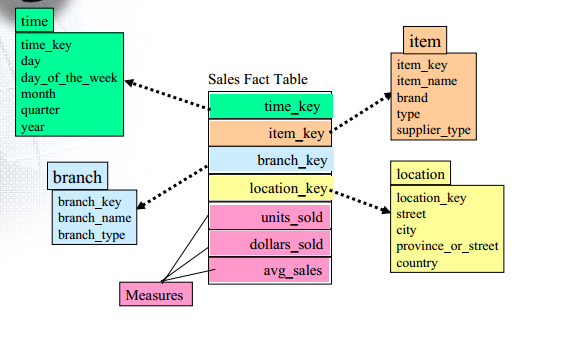 time
time_key
day
day_of_the_week
month
quarter
year
item
item_key
item_name
brand
type
supplier_type
Sales Fact Table
time_key
item_key
branch_key
location_key
units_sold
dollars_sold
avg_sales
branch
branch_key
branch_name
branch_type
location
location_key
street
city
province_or_street
country
Measures